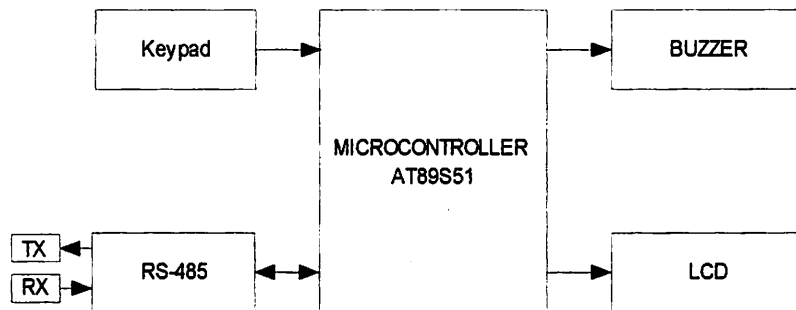 Keypad
BUZZER
MICROCONTROLLER
AT89S51
TX
RX
RS-485
LCD